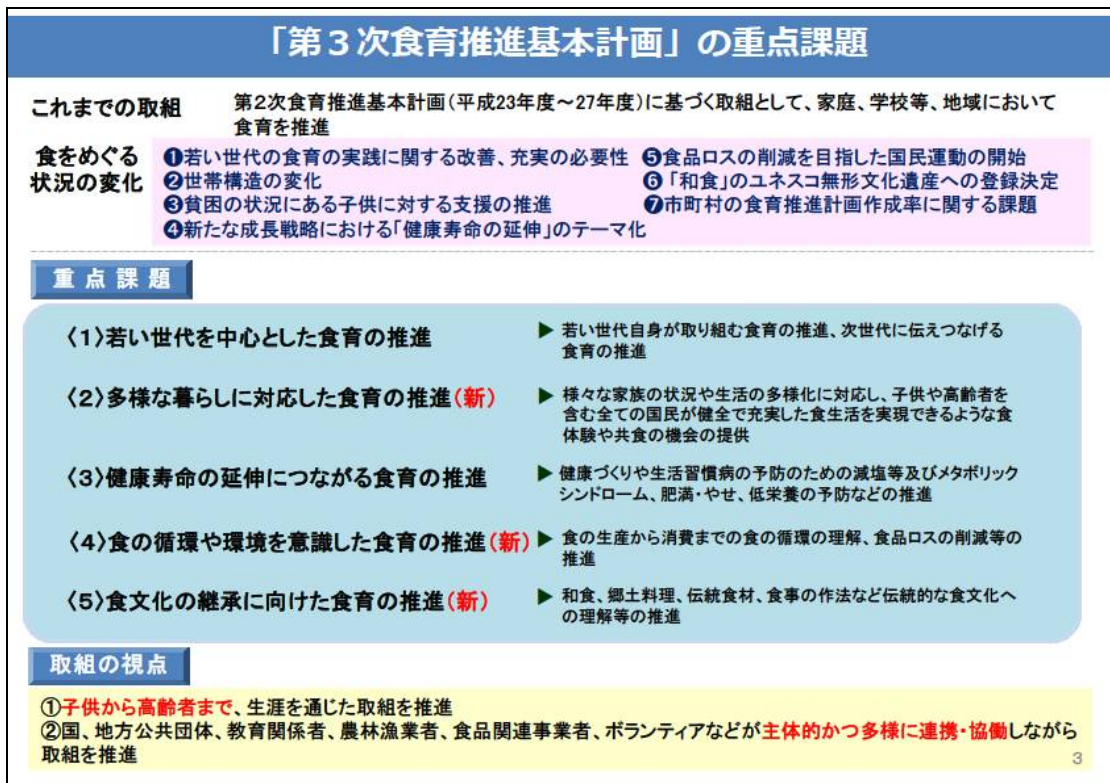 「第3次食育推進基本計画」の重点課題
これまでの取組
第2次食育推進基本計画(平成23年度~27年度)に基づく取組として、家庭、学校等、地域において
食育を推進
食をめぐる
状況の変化
❶若い世代の食育の実践に関する改善、充実の必要性
❷世帯構造の変化
❸貧困の状況にある子供に対する支援の推進
❹新たな成長戦略における「健康寿命の延伸」のテーマ化
❺食品ロスの削減を目指した国民運動の開始
❻「和食」のユネスコ無形文化遺産への登録決定
❼市町村の食育推進計画作成率に関する課題
重点課題
〈1〉若い世代を中心とした食育の推進
▶ 若い世代自身が取り組む食育の推進、次世代に伝えつなげる
食育の推進
〈2〉多様な暮らしに対応した食育の推進(新)
▶ 様々な家族の状況や生活の多様化に対応し、子供や高齢者を
含む全ての国民が健全で充実した食生活を実現できるような食
体験や共食の機会の提供
〈3〉健康寿命の延伸につながる食育の推進
▶ 健康づくりや生活習慣病の予防のための減塩等及びメタボリック
シンドローム、肥満・やせ、低栄養の予防などの推進
〈4〉食の循環や環境を意識した食育の推進(新)
▶ 食の生産から消費までの食の循環の理解、食品ロスの削減等の
推進
〈5〉食文化の継承に向けた食育の推進(新)
▶ 和食、郷土料理、伝統食材、食事の作法など伝統的な食文化へ
の理解等の推進
取組の視点
①子供から高齢者まで、生涯を通じた取組を推進
②国、地方公共団体、教育関係者、農林漁業者、食品関連事業者、ボランティアなどが主体的かつ多様に連携・協働しながら
取組を推進
3